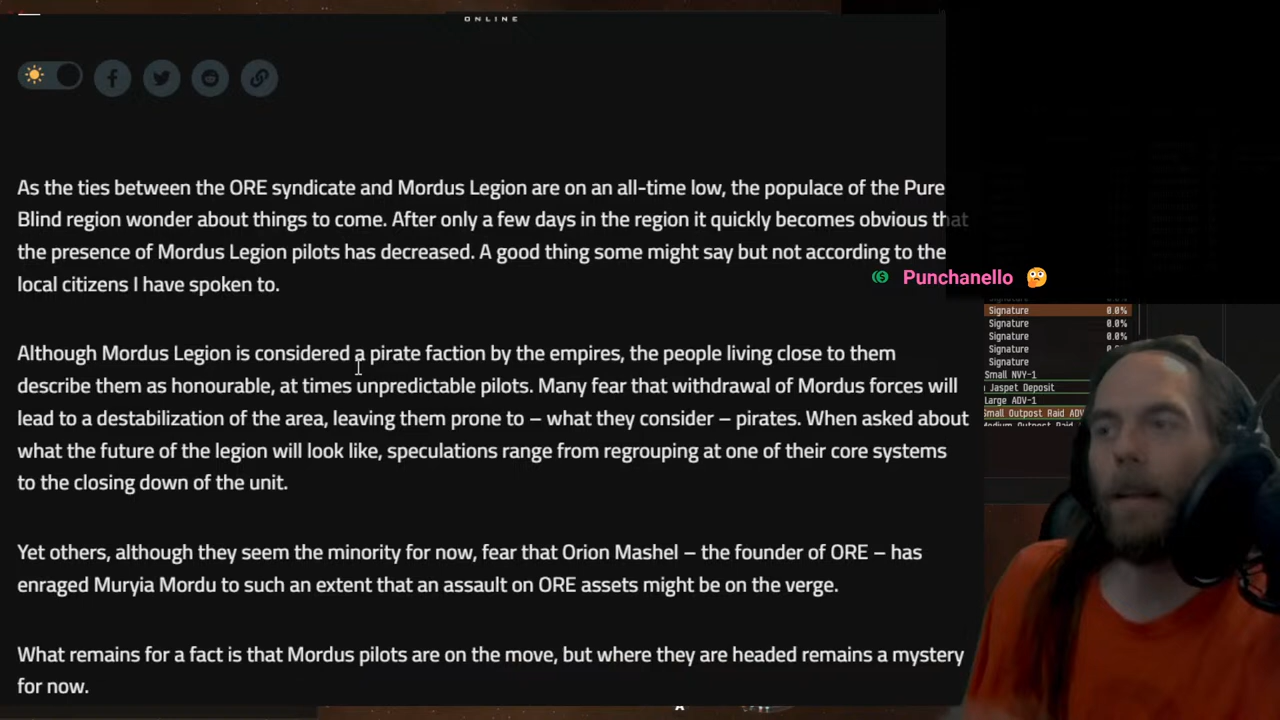 ONLINE
As the ties between the ORE syndicate and Mordus Legion are on an all-time low, the populace of the Pure
Blind region wonder about things to come. After only a few days in the region it quickly becomes obvious that
the presence of Mordus Legion pilots has decreased. A good thing some might say but not according to the
local citizens I have spoken to.
Punchanello
Although Mordus Legion is considered a pirate faction by the empires, the people living close to them
describe them as honourable, at times unpredictable pilots. Many fear that withdrawal of Mordus forces will
lead to a destabilization of the area, leaving them prone to – what they consider – pirates. When asked about
what the future of the legion will look like, speculations range from regrouping at one of their core systems
to the closing down of the unit.
Yet others, although they seem the minority for now, fear that Orion Mashel – the founder of ORE – has
enraged Muryia Mordu to such an extent that an assault on ORE assets might be on the verge.
What remains for a fact is that Mordus pilots are on the move, but where they are headed remains a mystery
for now.
Signature 0.0%
Signature 0.0%
Signature 0.0%
Signature 0.0%
Signature
Small NVY-1
Jaspet Deposit
Large ADV-1
Small Outpost Raid ADV
Medium Outpost Raid